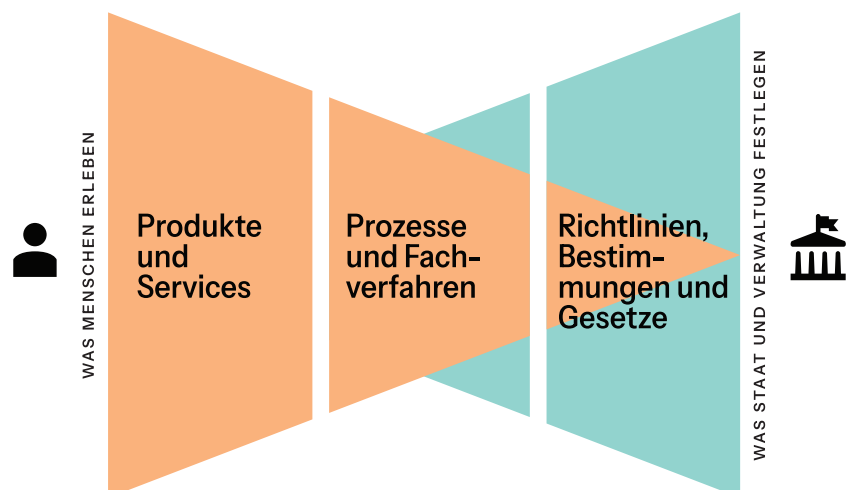 WAS MENSCHEN ERLEBEN
Produkte
und
Services
Prozesse
und Fach-
verfahren
Richtlinien,
Bestim-
mungen und
Gesetze
WAS STAAT UND VERWALTUNG FESTLEGEN